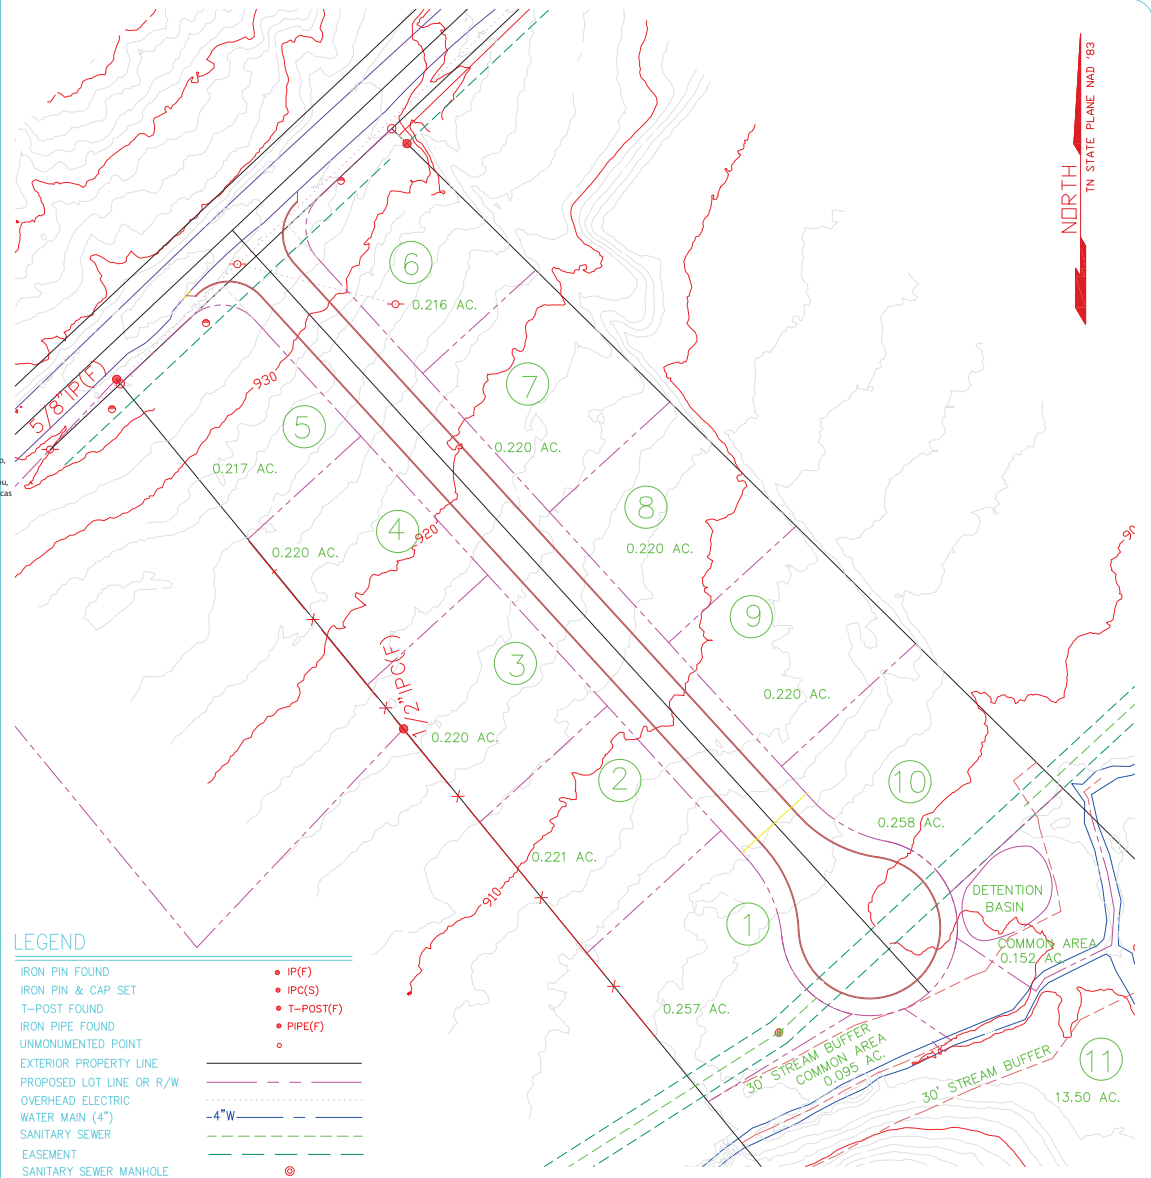 NORTH
TN STATE PLANE NAD '83
6
0.216 AC.
7
0.220 AC.
930
5/8"IP(F)
5
0.217 AC.
8
0.220 AC.
4
920
0.220 AC.
9
0.220 AC.
3
1/2"IPC(F)
0.220 AC.
2
0.221 AC.
10
0.258 AC.
910
1
0.257 AC.
DETENTION
BASIN
COMMON AREA
0.152 AC.
30' STREAM BUFFER
COMMON AREA
0.095 AC.
30' STREAM BUFFER
11
13.50 AC.
LEGEND
IRON PIN FOUND IP(F)
IRON PIN & CAP SET IPC(S)
T-POST FOUND T-POST(F)
IRON PIPE FOUND PIPE(F)
UNMONUMENTED POINT
EXTERIOR PROPERTY LINE
PROPOSED LOT LINE OR R/W
OVERHEAD ELECTRIC
WATER MAIN (4") 4"W
SANITARY SEWER
EASEMENT
SANITARY SEWER MANHOLE